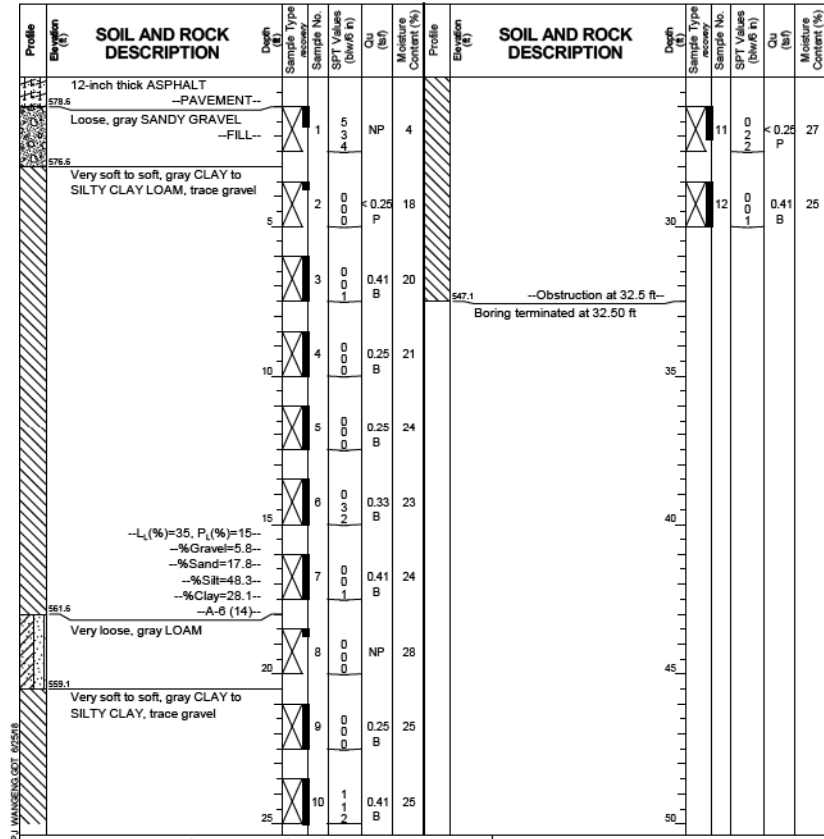 Profile
Elevation (ft)
SOIL AND ROCK DESCRIPTION
Depth (ft)
Sample Type recovery
Sample No.
SPT Values (blw/6 in)
Qu (tsf)
Moisture Content (%)
12-inch thick ASPHALT
578.6 --PAVEMENT--
Loose, gray SANDY GRAVEL
--FILL--
1 5 3 4 NP 4
576.6
Very soft to soft, gray CLAY to
SILTY CLAY LOAM, trace gravel
5 2 0 0 0 < 0.25 P 18
3 0 0 1 0.41 B 20
10 4 0 0 0 0.25 B 21
5 0 0 0 0.25 B 24
15 6 0 3 2 0.33 B 23
--LL(%)=35, PL(%)=15--
--%Gravel=5.8--
--%Sand=17.8--
--%Silt=48.3--
--%Clay=28.1--
7 0 0 1 0.41 B 24
561.6 --A-6 (14)--
Very loose, gray LOAM
20 8 0 0 0 NP 28
559.1
Very soft to soft, gray CLAY to
SILTY CLAY, trace gravel
9 0 0 0 0.25 B 25
25 10 1 1 2 0.41 B 25
Profile
Elevation (ft)
SOIL AND ROCK DESCRIPTION
Depth (ft)
Sample Type recovery
Sample No.
SPT Values (blw/6 in)
Qu (tsf)
Moisture Content (%)
11 0 2 2 < 0.25 P 27
30 12 0 0 1 0.41 B 25
547.1 --Obstruction at 32.5 ft--
Boring terminated at 32.50 ft
35
40
45
50
WANGENG.GDT 6/25/18